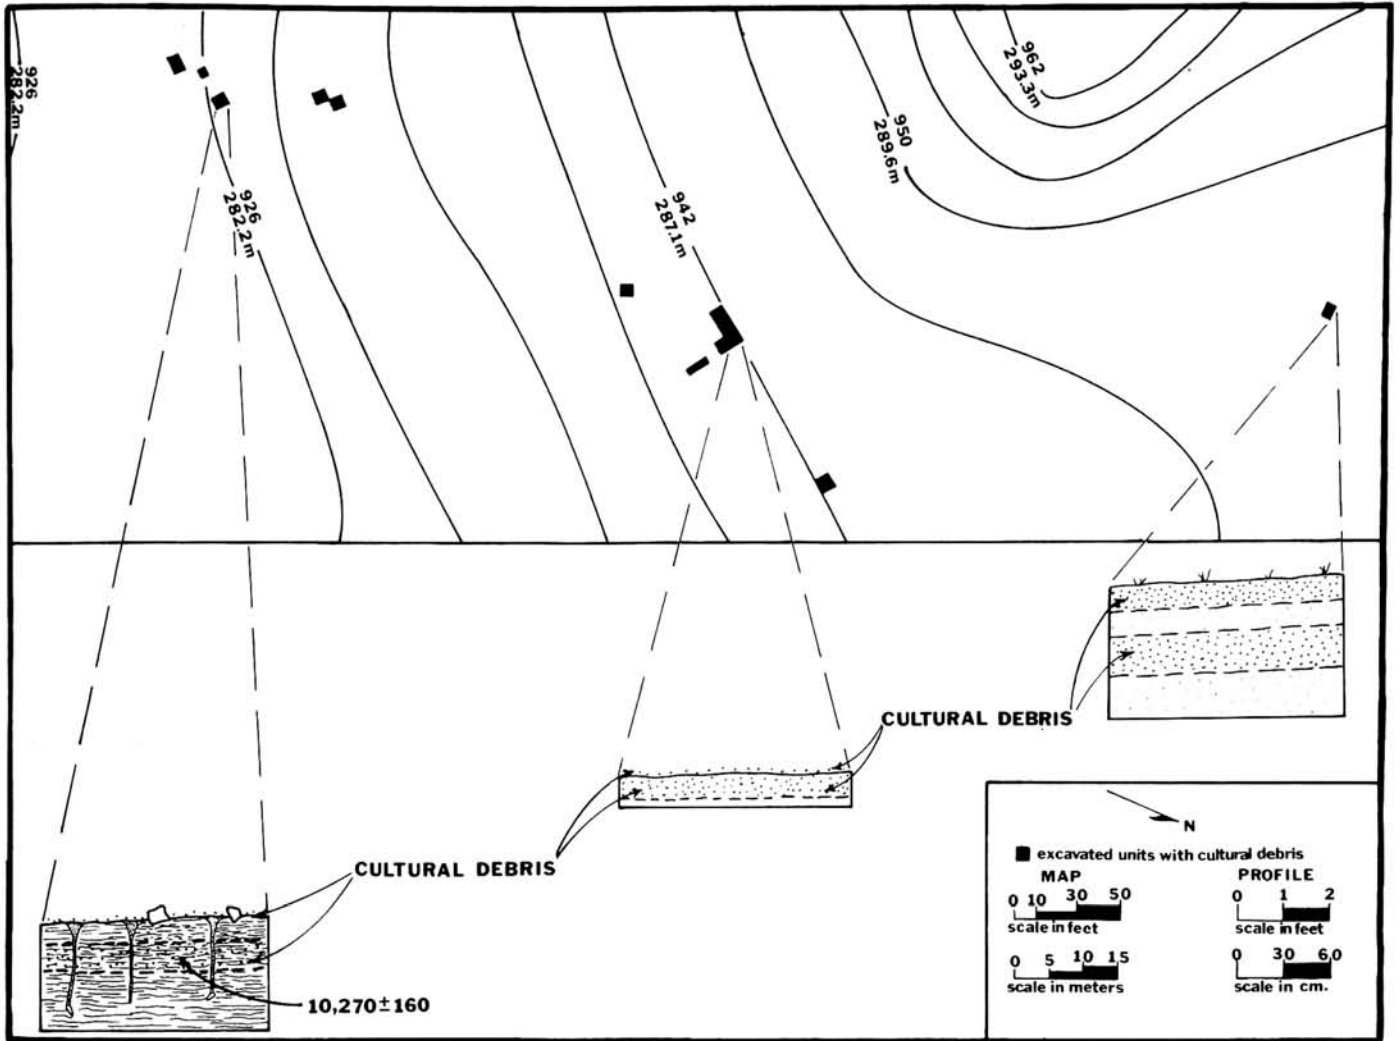 926
282.2m
926
282.2m
942
287.1m
950
289.6m
962
293.3m
CULTURAL DEBRIS
CULTURAL DEBRIS
10,270±160
N
excavated units with cultural debris
MAP
0 10 30 50
scale in feet
0 5 10 15
scale in meters
PROFILE
0 1 2
scale in feet
0 30 60
scale in cm.